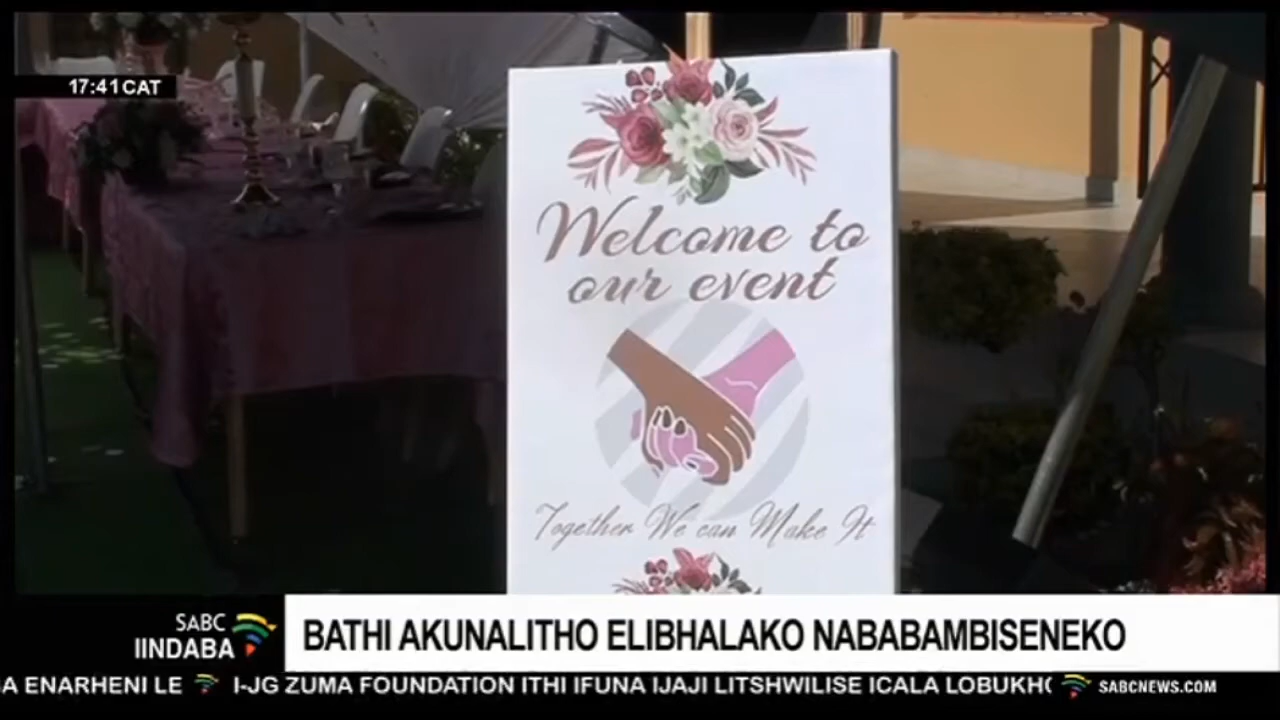 17:41 CAT
Welcome to
our event
Together We can Make It
SABC
IINDABA
BATHI AKUNALITHO ELIBHALAKO NABABAMBISENEKO
ENARHENI LE
I-JG ZUMA FOUNDATION ITHI IFUNA IJAJI LITSHWILISE ICALA
SABCNEWS.COM